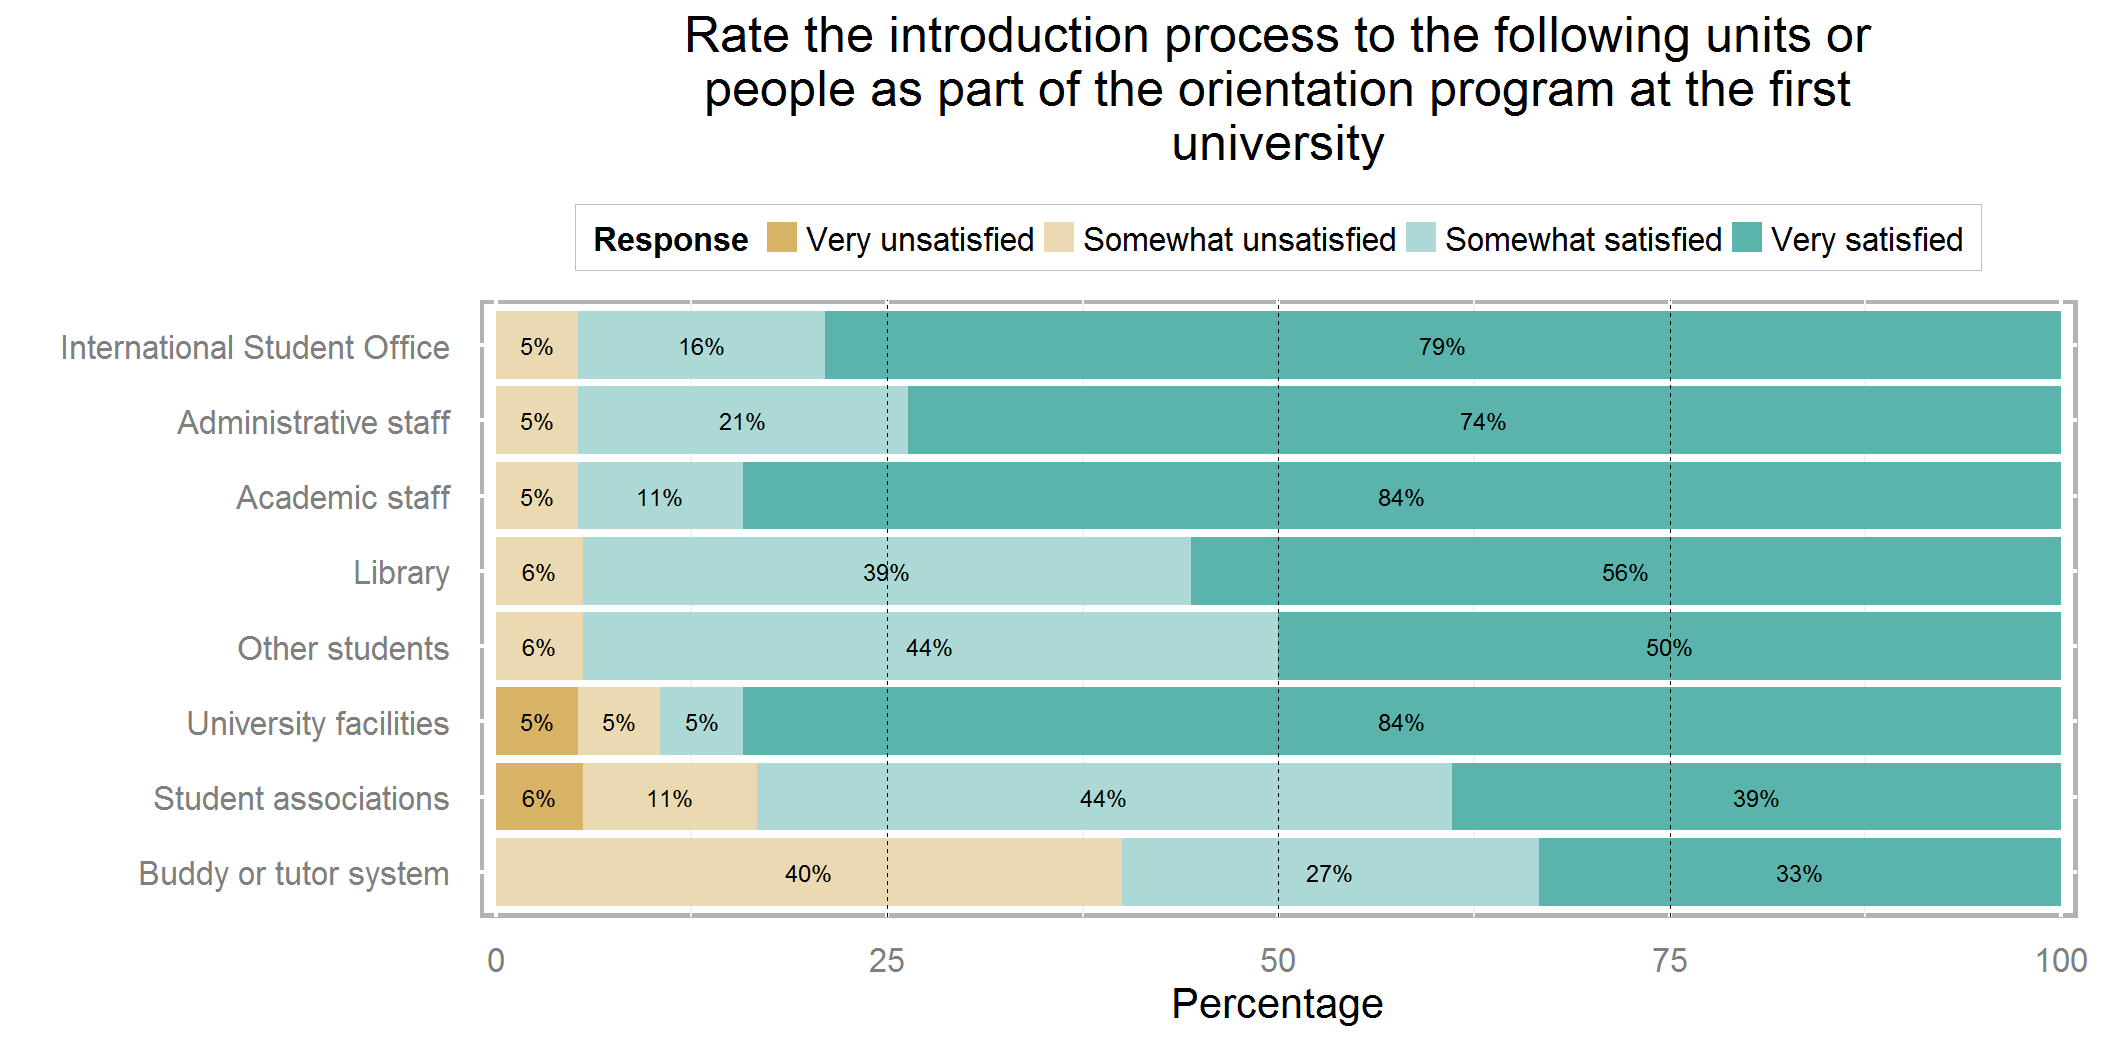 Rate the introduction process to the following units or
people as part of the orientation program at the first
university
Response Very unsatisfied Somewhat unsatisfied Somewhat satisfied Very satisfied
International Student Office 5% 16% 79%
Administrative staff 5% 21% 74%
Academic staff 5% 11% 84%
Library 6% 39% 56%
Other students 6% 44% 50%
University facilities 5% 5% 5% 84%
Student associations 6% 11% 44% 39%
Buddy or tutor system 40% 27% 33%
0 25 50 75 100
Percentage